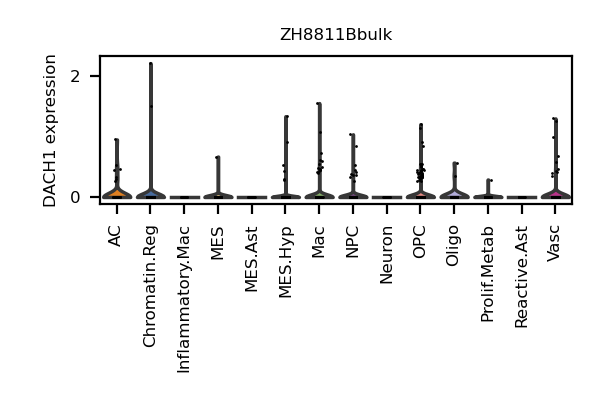 ZH8811Bbulk
DACH1 expression
2
0
AC
Chromatin.Reg
Inflammatory.Mac
MES
MES.Ast
MES.Hyp
Mac
NPC
Neuron
OPC
Oligo
Prolif.Metab
Reactive.Ast
Vasc